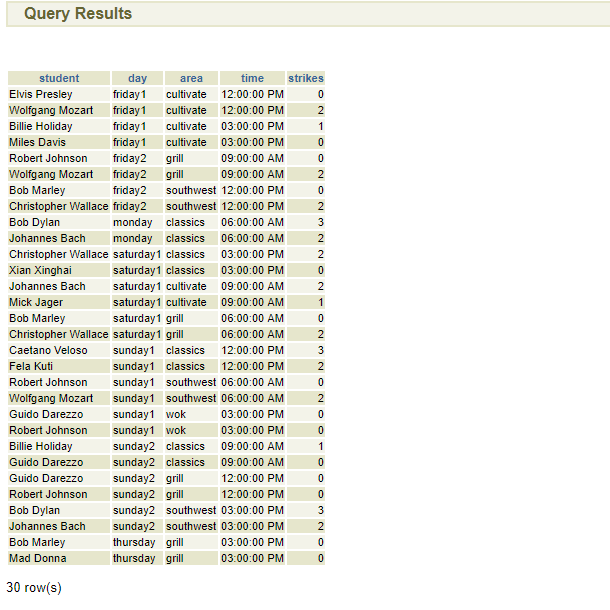 Query Results
student day area time strikes
Elvis Presley friday1 cultivate 12:00:00 PM 0
Wolfgang Mozart friday1 cultivate 12:00:00 PM 2
Billie Holiday friday1 cultivate 03:00:00 PM 1
Miles Davis friday1 cultivate 03:00:00 PM 0
Robert Johnson friday2 grill 09:00:00 AM 0
Wolfgang Mozart friday2 grill 09:00:00 AM 2
Bob Marley friday2 southwest 12:00:00 PM 0
Christopher Wallace friday2 southwest 12:00:00 PM 2
Bob Dylan monday classics 06:00:00 AM 3
Johannes Bach monday classics 06:00:00 AM 2
Christopher Wallace saturday1 classics 03:00:00 PM 2
Xian Xinghai saturday1 classics 03:00:00 PM 0
Johannes Bach saturday1 cultivate 09:00:00 AM 2
Mick Jager saturday1 cultivate 09:00:00 AM 1
Bob Marley saturday1 grill 06:00:00 AM 0
Christopher Wallace saturday1 grill 06:00:00 AM 2
Caetano Veloso sunday1 classics 12:00:00 PM 3
Fela Kuti sunday1 classics 12:00:00 PM 2
Robert Johnson sunday1 southwest 06:00:00 AM 0
Wolfgang Mozart sunday1 southwest 06:00:00 AM 2
Guido Darezzo sunday1 wok 03:00:00 PM 0
Robert Johnson sunday1 wok 03:00:00 PM 0
Billie Holiday sunday2 classics 09:00:00 AM 1
Guido Darezzo sunday2 classics 09:00:00 AM 0
Guido Darezzo sunday2 grill 12:00:00 PM 0
Robert Johnson sunday2 grill 12:00:00 PM 0
Bob Dylan sunday2 southwest 03:00:00 PM 3
Johannes Bach sunday2 southwest 03:00:00 PM 2
Bob Marley thursday grill 03:00:00 PM 0
Mad Donna thursday grill 03:00:00 PM 0
30 row(s)